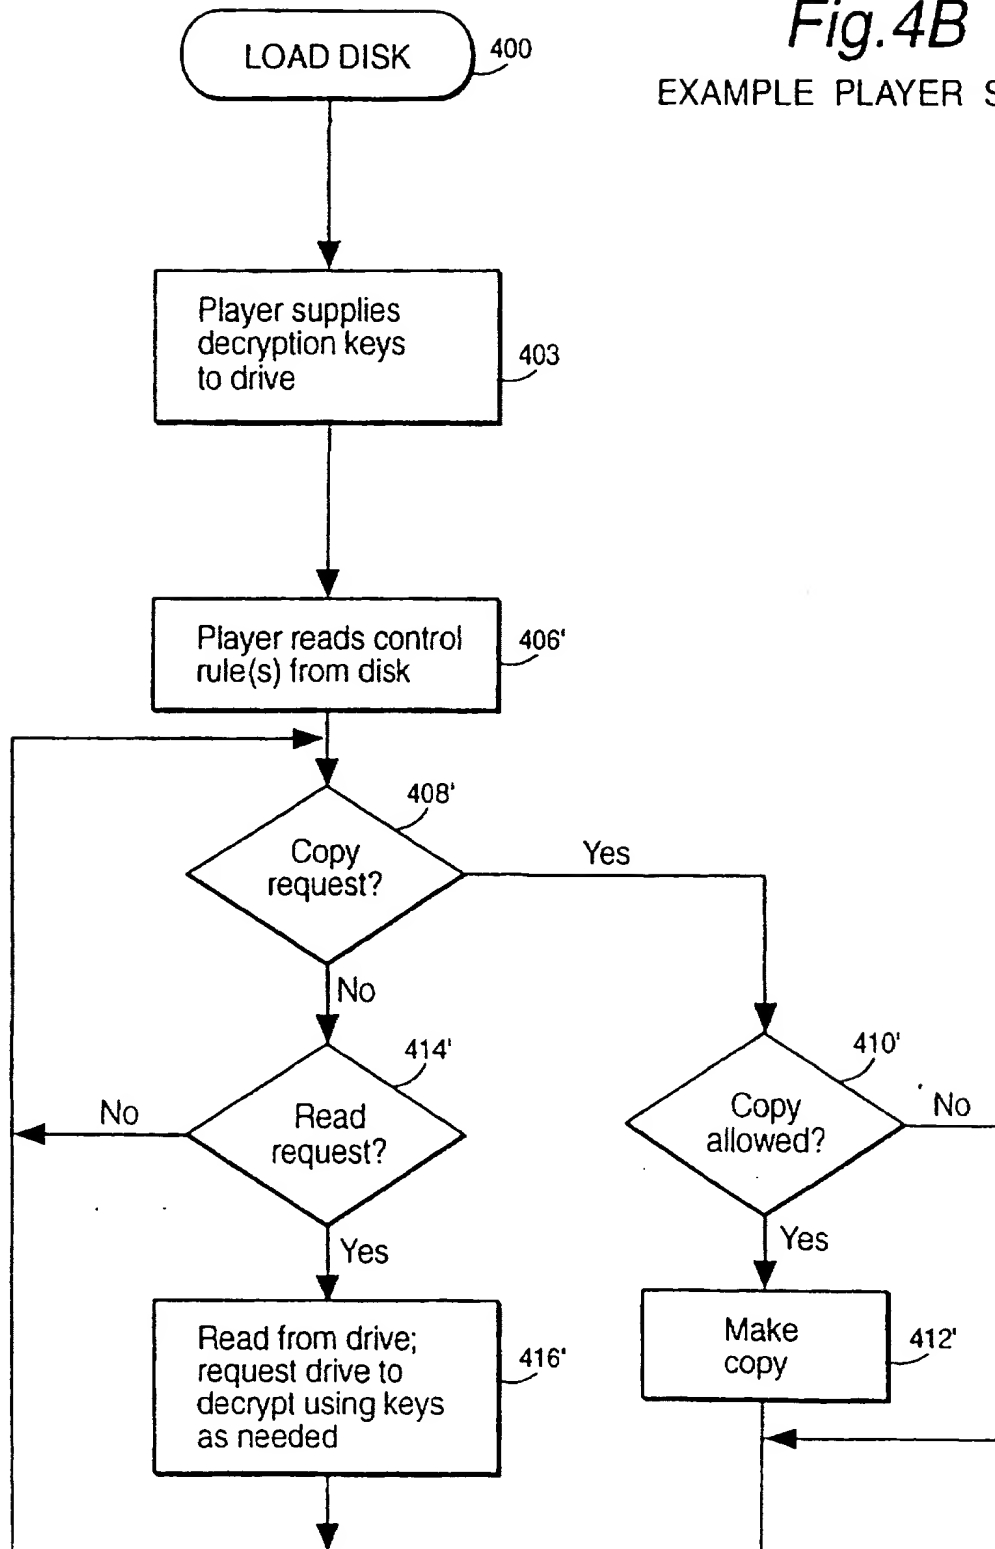 Fig.4B
EXAMPLE PLAYER S
LOAD DISK
400
Player supplies
decryption keys
to drive
403
Player reads control
rule(s) from disk
406'
408'
Copy
request?
Yes
No
414'
Read
request?
No
Yes
410'
Copy
allowed?
No
Yes
Read from drive;
request drive to
decrypt using keys
as needed
416'
Make
copy
412'